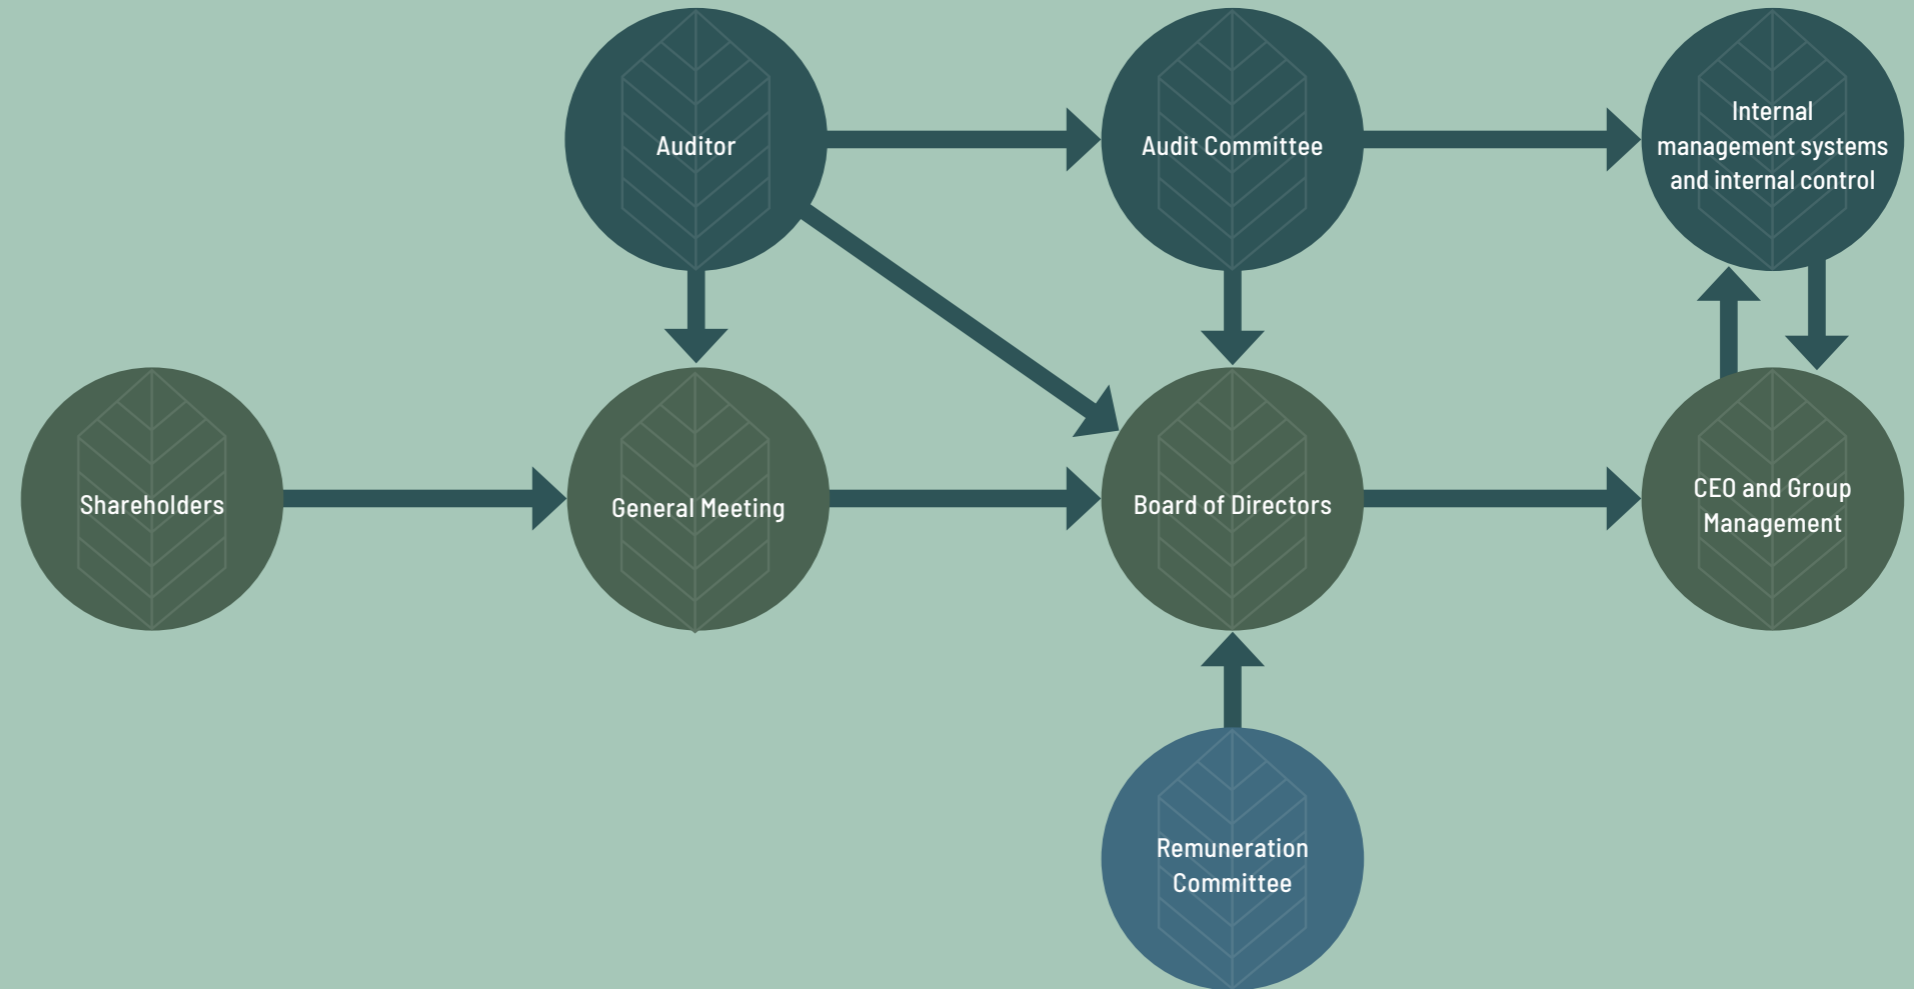 Auditor
Audit Committee
Internal
management systems
and internal control
Shareholders
General Meeting
Board of Directors
CEO and Group
Management
Remuneration
Committee